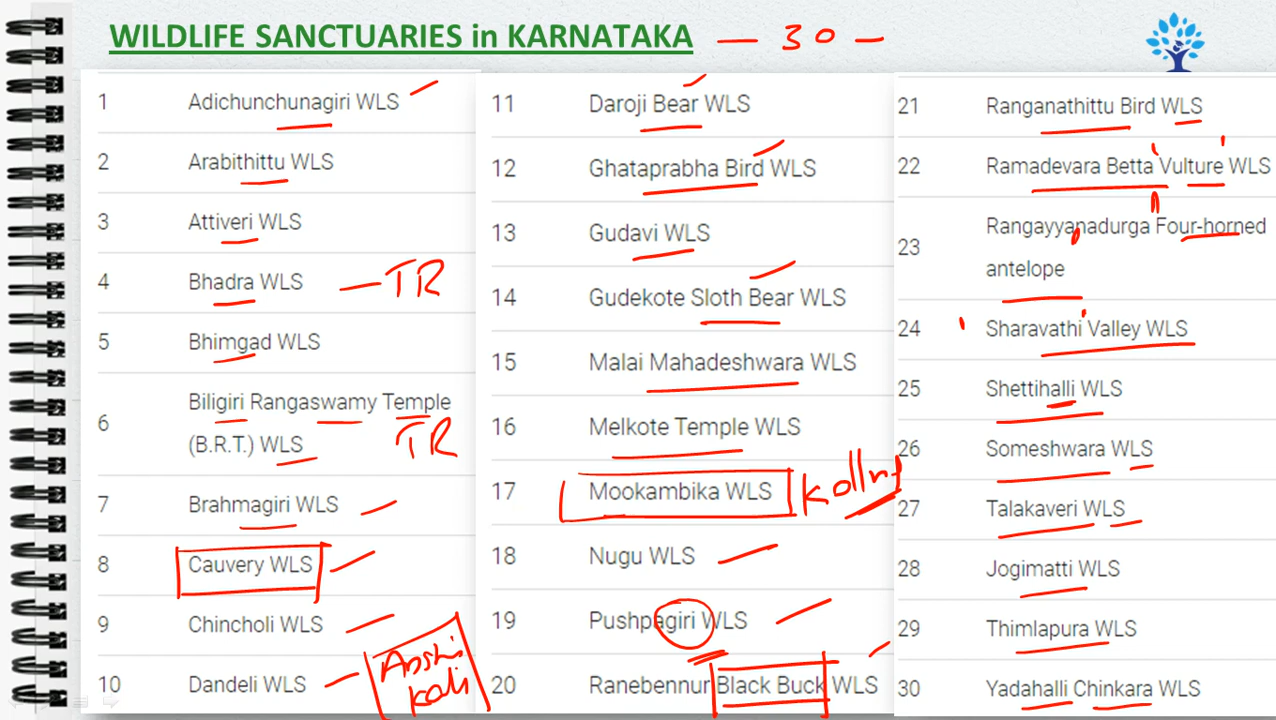 WILDLIFE SANCTUARIES in KARNATAKA — 30 —
1 Adichunchunagiri WLS
2 Arabithittu WLS
3 Attiveri WLS
4 Bhadra WLS — TR
5 Bhimgad WLS
6 Biligiri Rangaswamy Temple
(B.R.T.) WLS TR
7 Brahmagiri WLS
8 Cauvery WLS
9 Chincholi WLS
10 Dandeli WLS
Anshi
Kali
11 Daroji Bear WLS
12 Ghataprabha Bird WLS
13 Gudavi WLS
14 Gudekote Sloth Bear WLS
15 Malai Mahadeshwara WLS
16 Melkote Temple WLS
17 Mookambika WLS Kollur
18 Nugu WLS
19 Pushpagiri WLS
20 Ranebennur Black Buck WLS
21 Ranganathittu Bird WLS
22 Ramadevara Betta Vulture WLS
23 Rangayyanadurga Four-horned
antelope
24 Sharavathi Valley WLS
25 Shettihalli WLS
26 Someshwara WLS
27 Talakaveri WLS
28 Jogimatti WLS
29 Thimlapura WLS
30 Yadahalli Chinkara WLS